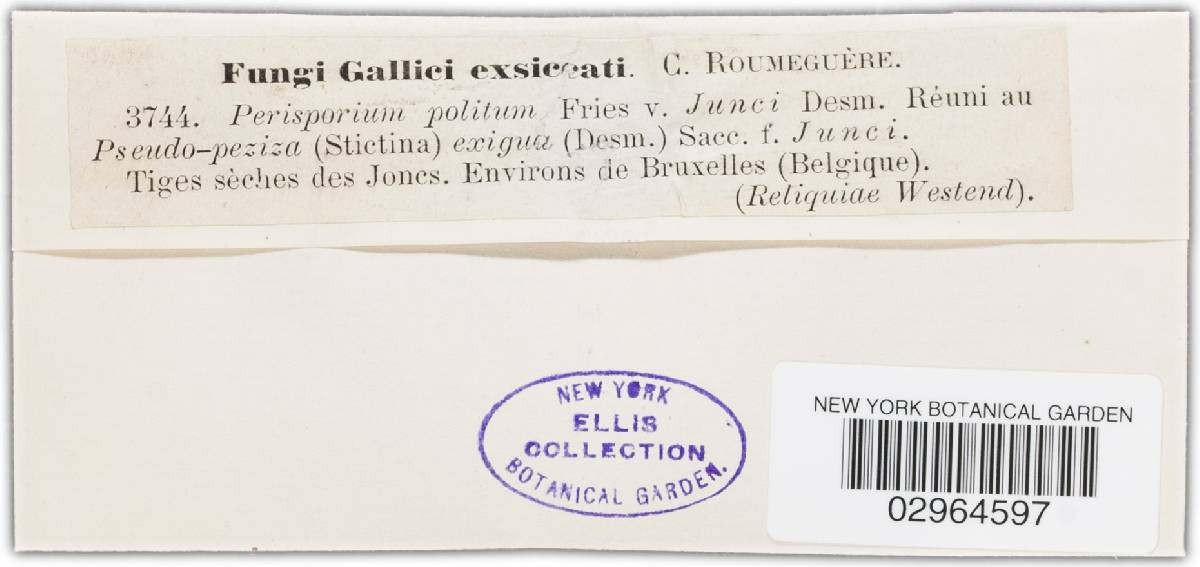 Fungi Gallici exsiccati. C. ROUMEGUÈRE.
3744. Perisporium politum Fries v. Junci Desm. Réuni au
Pseudo-peziza (Stictina) exigua (Desm.) Sacc. f. Junci.
Tiges sèches des Joncs. Environs de Bruxelles (Belgique).
(Reliquiae Westend).
NEW YORK
ELLIS
COLLECTION
BOTANICAL GARDEN.
NEW YORK BOTANICAL GARDEN
02964597